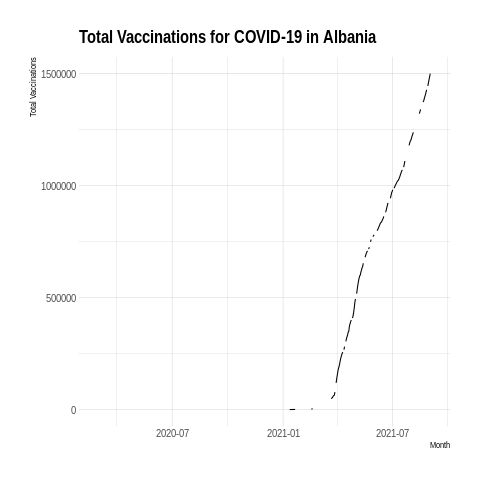 Total Vaccinations for COVID-19 in Albania
Total Vaccinations
1500000
1000000
500000
0
2020-07 2021-01 2021-07
Month